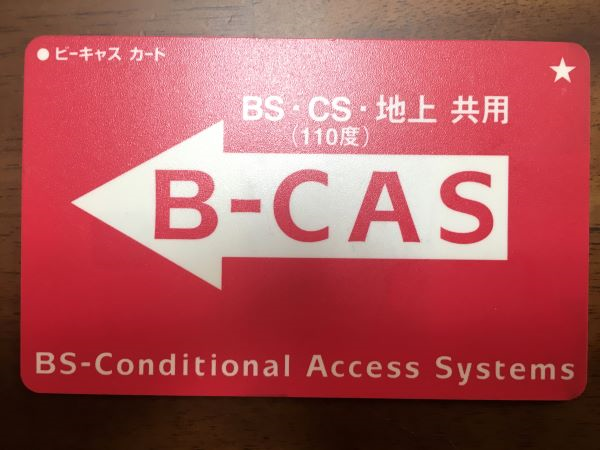 ● ビーキャス カード
★
BS・CS・地上 共用
(110度)
B-CAS
BS-Conditional Access Systems